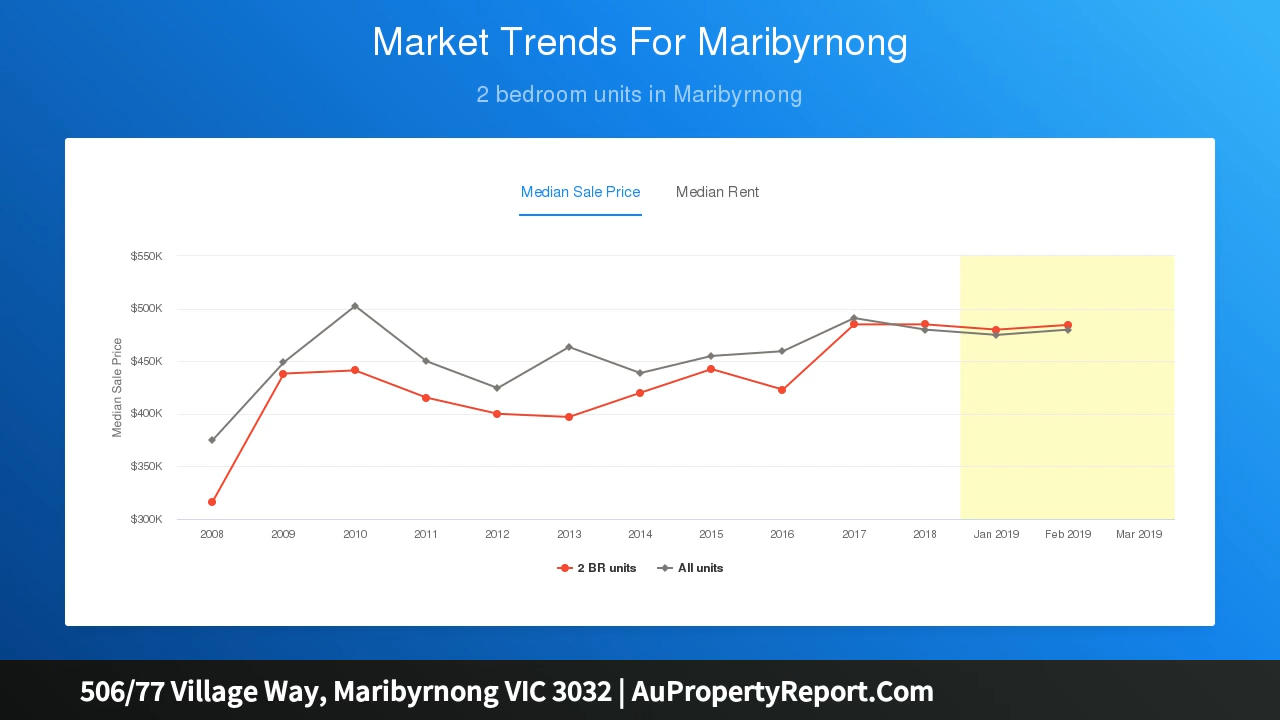 Market Trends For Maribyrnong
2 bedroom units in Maribyrnong
Median Sale Price Median Rent
Median Sale Price
$550K
$500K
$450K
$400K
$350K
$300K
2008 2009 2010 2011 2012 2013 2014 2015 2016 2017 2018 Jan 2019 Feb 2019 Mar 2019
2 BR units All units
506/77 Village Way, Maribyrnong VIC 3032 | AuPropertyReport.Com